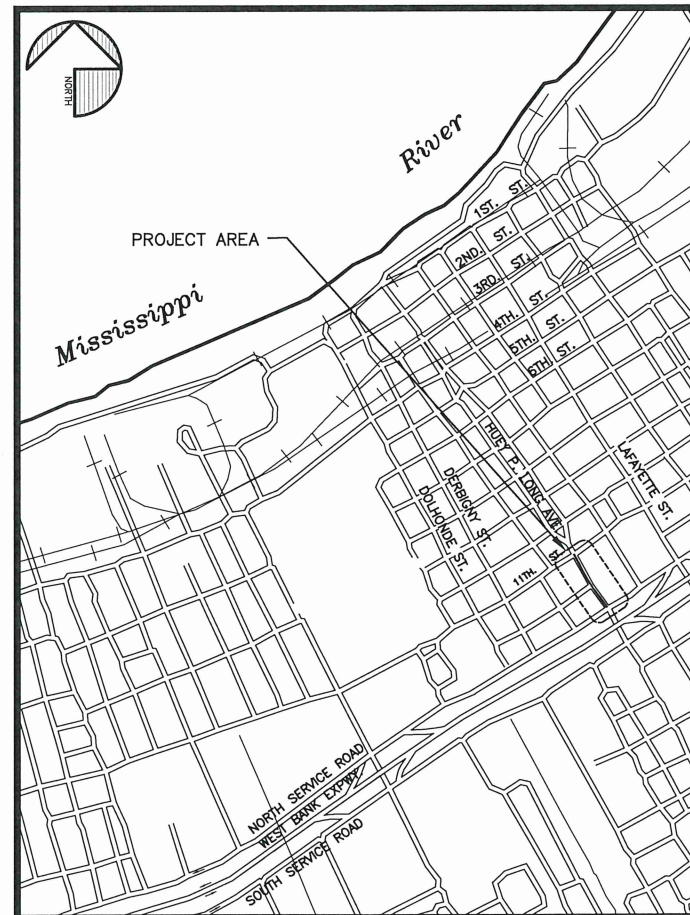 NORTH
River
1ST. ST.
PROJECT AREA
2ND. ST.
3RD. ST.
Mississippi
4TH. ST.
5TH. ST.
6TH ST.
HUEY P. LONG AVE.
LAFAYETTE ST.
DERBIGNY ST.
DOLHONDE ST.
11TH. ST.
NORTH SERVICE ROAD
WEST BANK EXPWY
SOUTH SERVICE ROAD